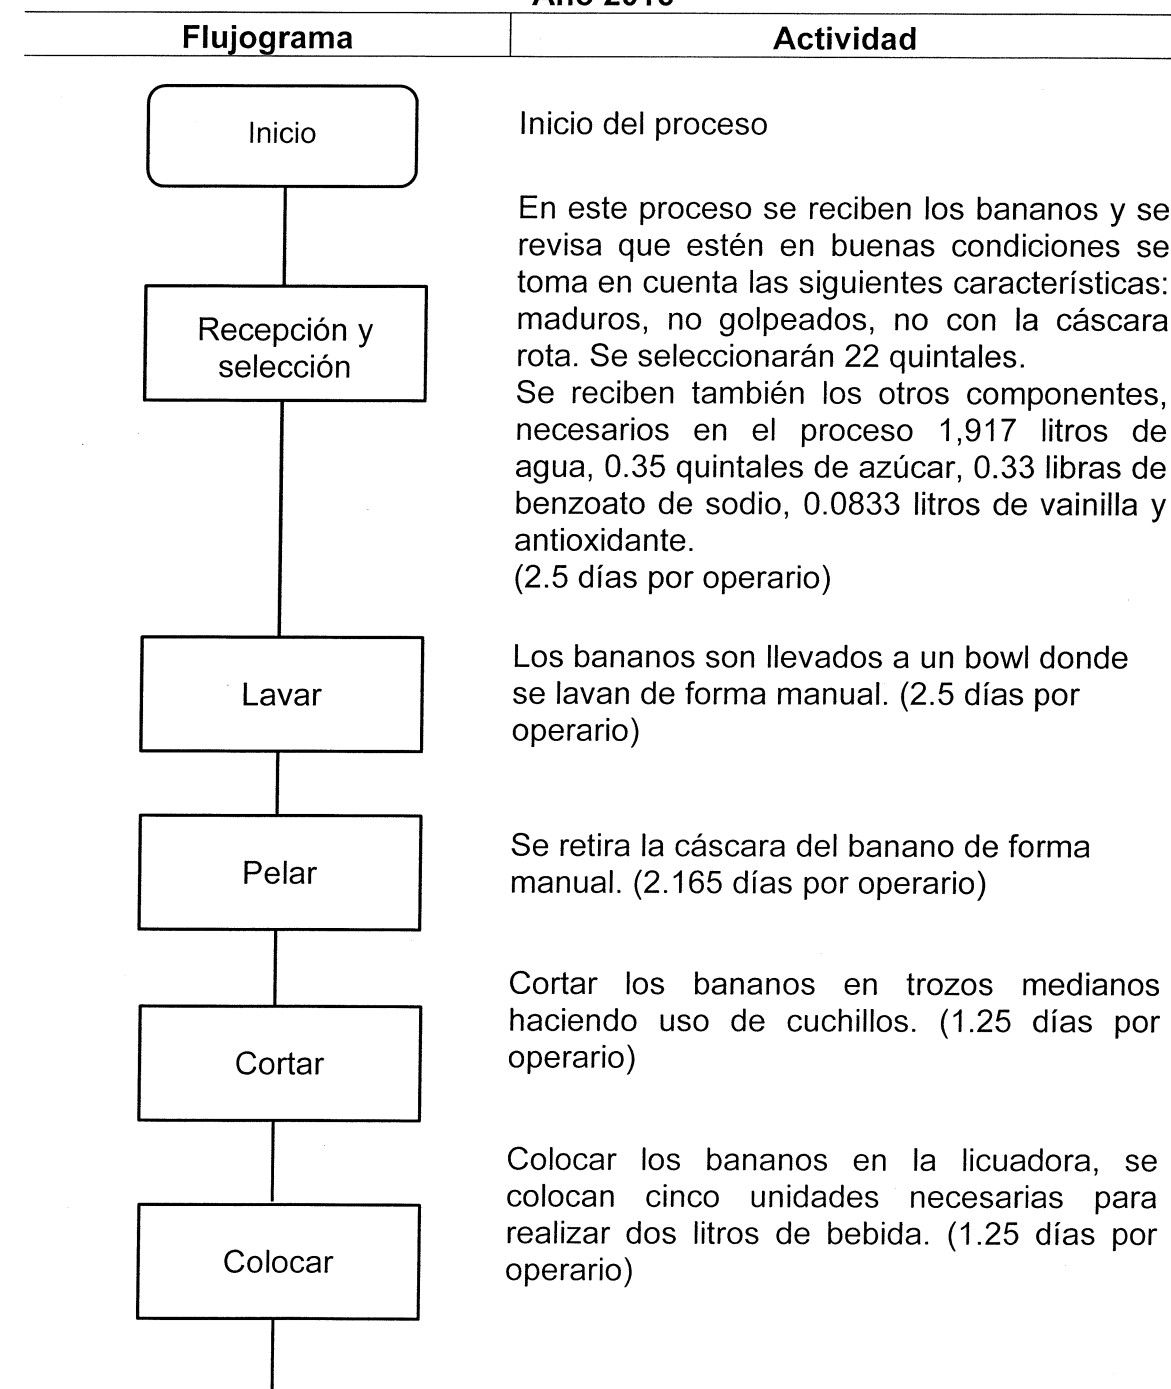 Flujograma
Actividad
Inicio
Inicio del proceso
Recepción y
selección
En este proceso se reciben los bananos y se
revisa que estén en buenas condiciones se
toma en cuenta las siguientes características:
maduros, no golpeados, no con la cáscara
rota. Se seleccionarán 22 quintales.
Se reciben también los otros componentes,
necesarios en el proceso 1,917 litros de
agua, 0.35 quintales de azúcar, 0.33 libras de
benzoato de sodio, 0.0833 litros de vainilla y
antioxidante.
(2.5 días por operario)
Lavar
Los bananos son llevados a un bowl donde
se lavan de forma manual. (2.5 días por
operario)
Pelar
Se retira la cáscara del banano de forma
manual. (2.165 días por operario)
Cortar
Cortar los bananos en trozos medianos
haciendo uso de cuchillos. (1.25 días por
operario)
Colocar
Colocar los bananos en la licuadora, se
colocan cinco unidades necesarias para
realizar dos litros de bebida. (1.25 días por
operario)